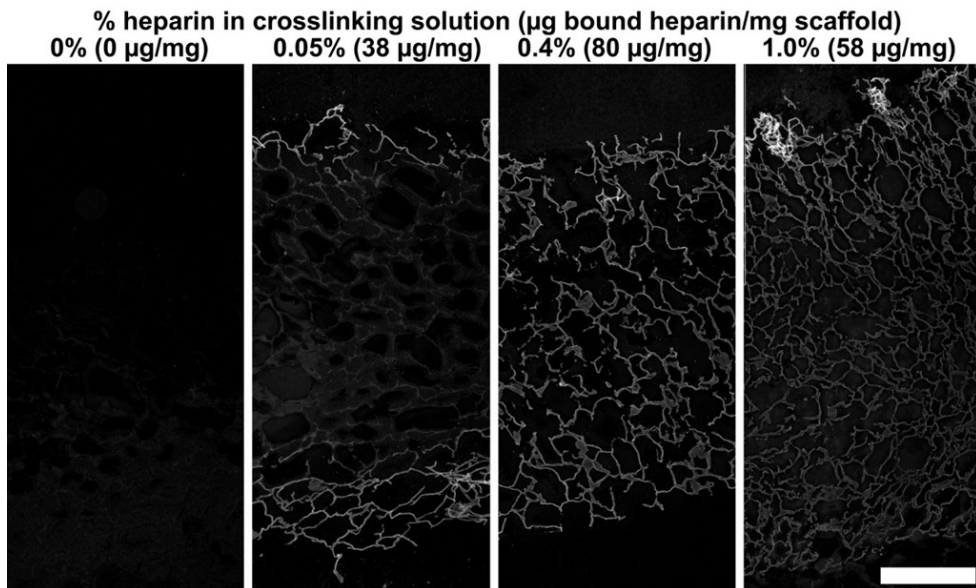 % heparin in crosslinking solution (µg bound heparin/mg scaffold)
0% (0 µg/mg) 0.05% (38 µg/mg) 0.4% (80 µg/mg) 1.0% (58 µg/mg)